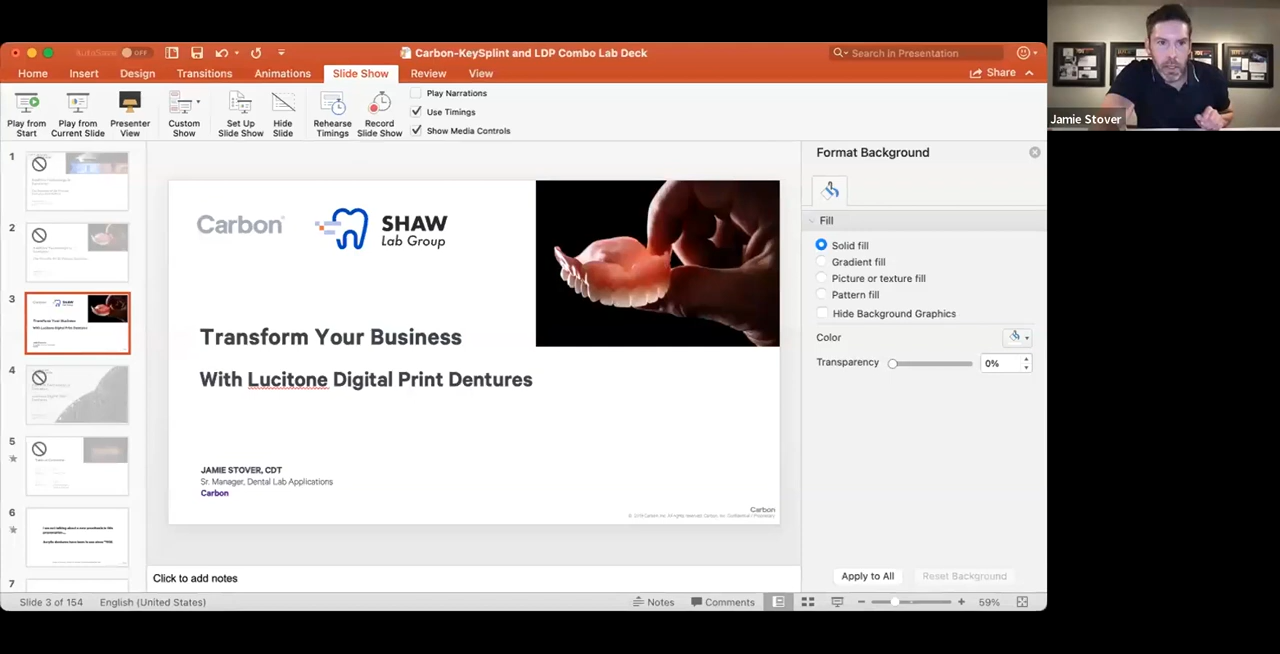 AutoSave OFF
Carbon-KeySplint and LDP Combo Lab Deck
Search in Presentation
Home Insert Design Transitions Animations Slide Show Review View
Share
Play from Start
Play from Current Slide
Presenter View
Custom Show
Set Up Slide Show
Hide Slide
Rehearse Timings
Record Slide Show
Play Narrations
Use Timings
Show Media Controls
Jamie Stover
1
2
3
4
5
6
7
Carbon
SHAW
Lab Group
Transform Your Business
With Lucitone Digital Print Dentures
JAMIE STOVER, CDT
Sr. Manager, Dental Lab Applications
Carbon
Carbon
Format Background
Fill
Solid fill
Gradient fill
Picture or texture fill
Pattern fill
Hide Background Graphics
Color
Transparency 0%
Apply to All Reset Background
Click to add notes
Slide 3 of 154 English (United States) Notes Comments 59%